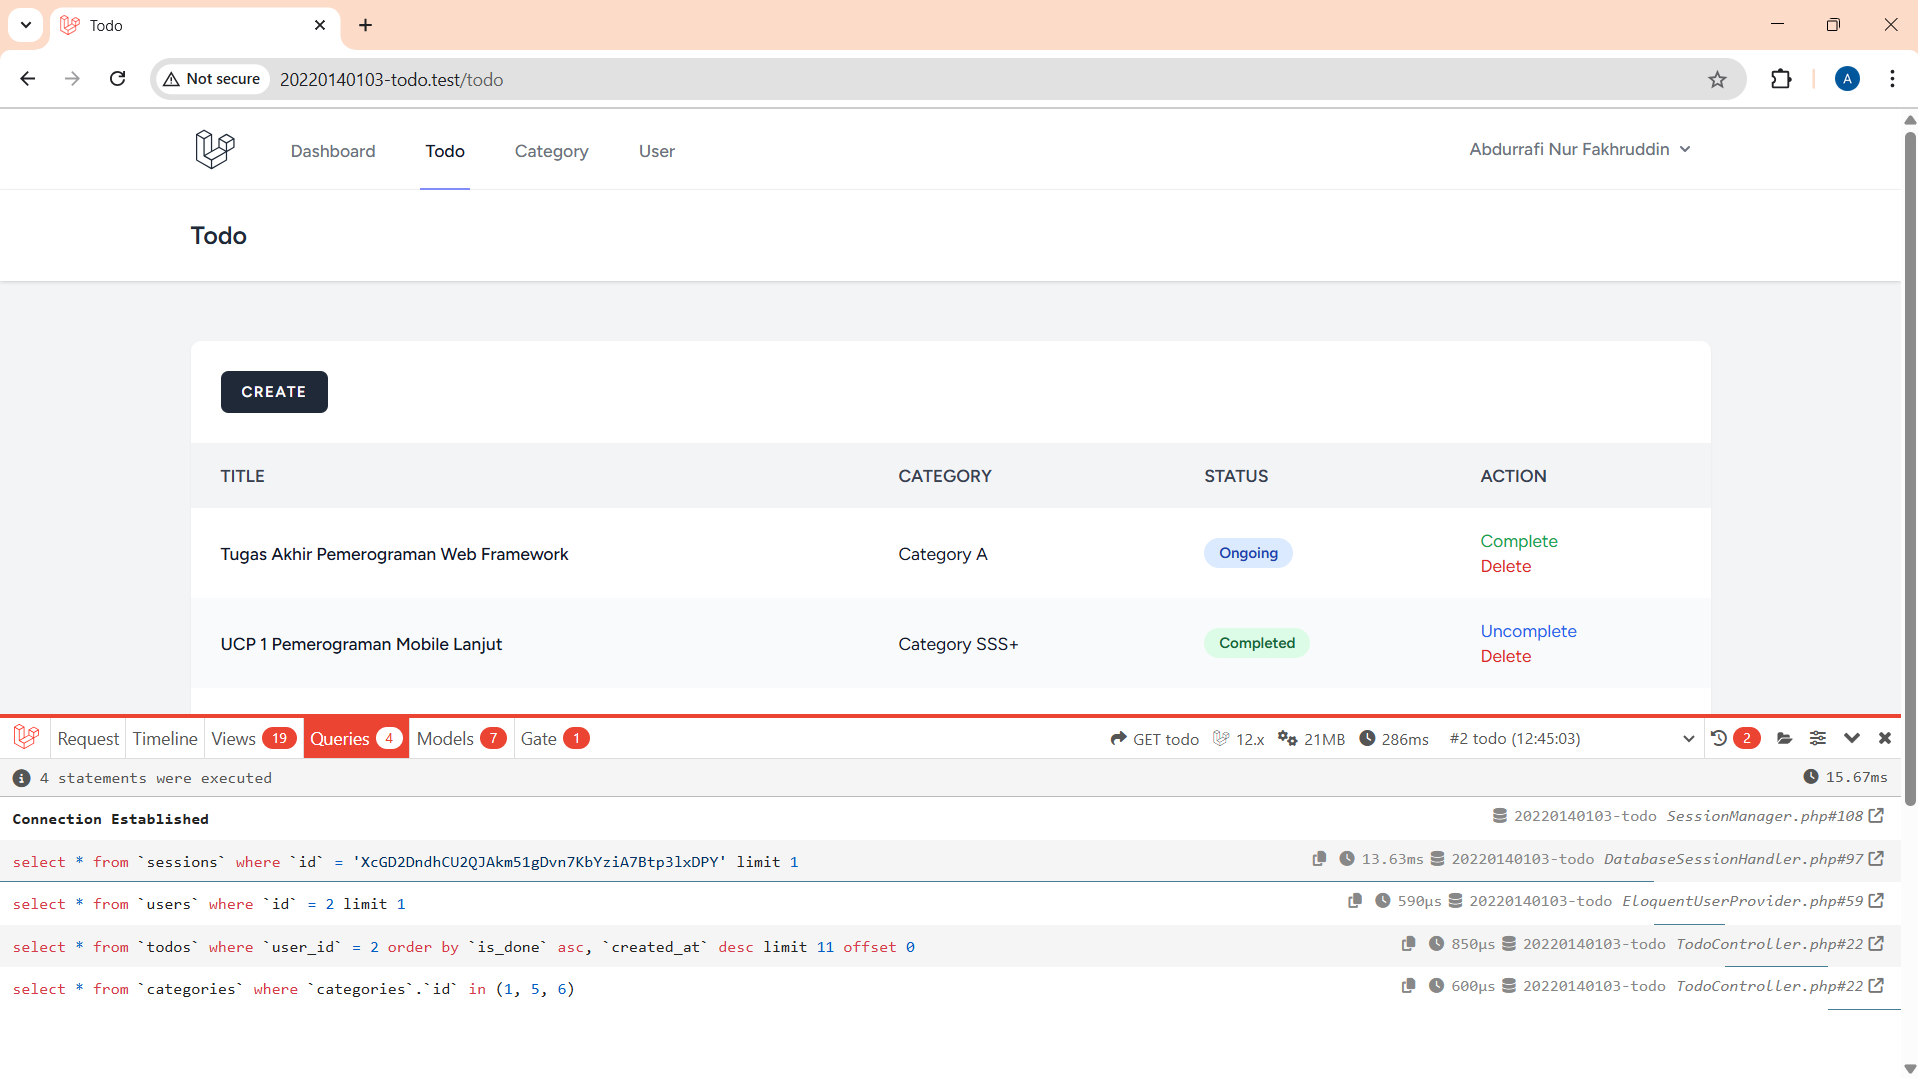 Todo
Not secure 20220140103-todo.test/todo A
Dashboard Todo Category User Abdurrafi Nur Fakhruddin
Todo
CREATE
TITLE CATEGORY STATUS ACTION
Tugas Akhir Pemerograman Web Framework Category A Ongoing Complete
Delete
UCP 1 Pemerograman Mobile Lanjut Category SSS+ Completed Uncomplete
Delete
Request Timeline Views 19 Queries 4 Models 7 Gate 1 GET todo 12.x 21MB 286ms #2 todo (12:45:03) 2
4 statements were executed 15.67ms
Connection Established 20220140103-todo SessionManager.php#108
select * from `sessions` where `id` = 'XcGD2DndhCU2QJAkm51gDvn7KbYziA7Btp3lxDPY' limit 1 13.63ms 20220140103-todo DatabaseSessionHandler.php#97
select * from `users` where `id` = 2 limit 1 590μs 20220140103-todo EloquentUserProvider.php#59
select * from `todos` where `user_id` = 2 order by `is_done` asc, `created_at` desc limit 11 offset 0 850μs 20220140103-todo TodoController.php#22
select * from `categories` where `categories`.`id` in (1, 5, 6) 600μs 20220140103-todo TodoController.php#22